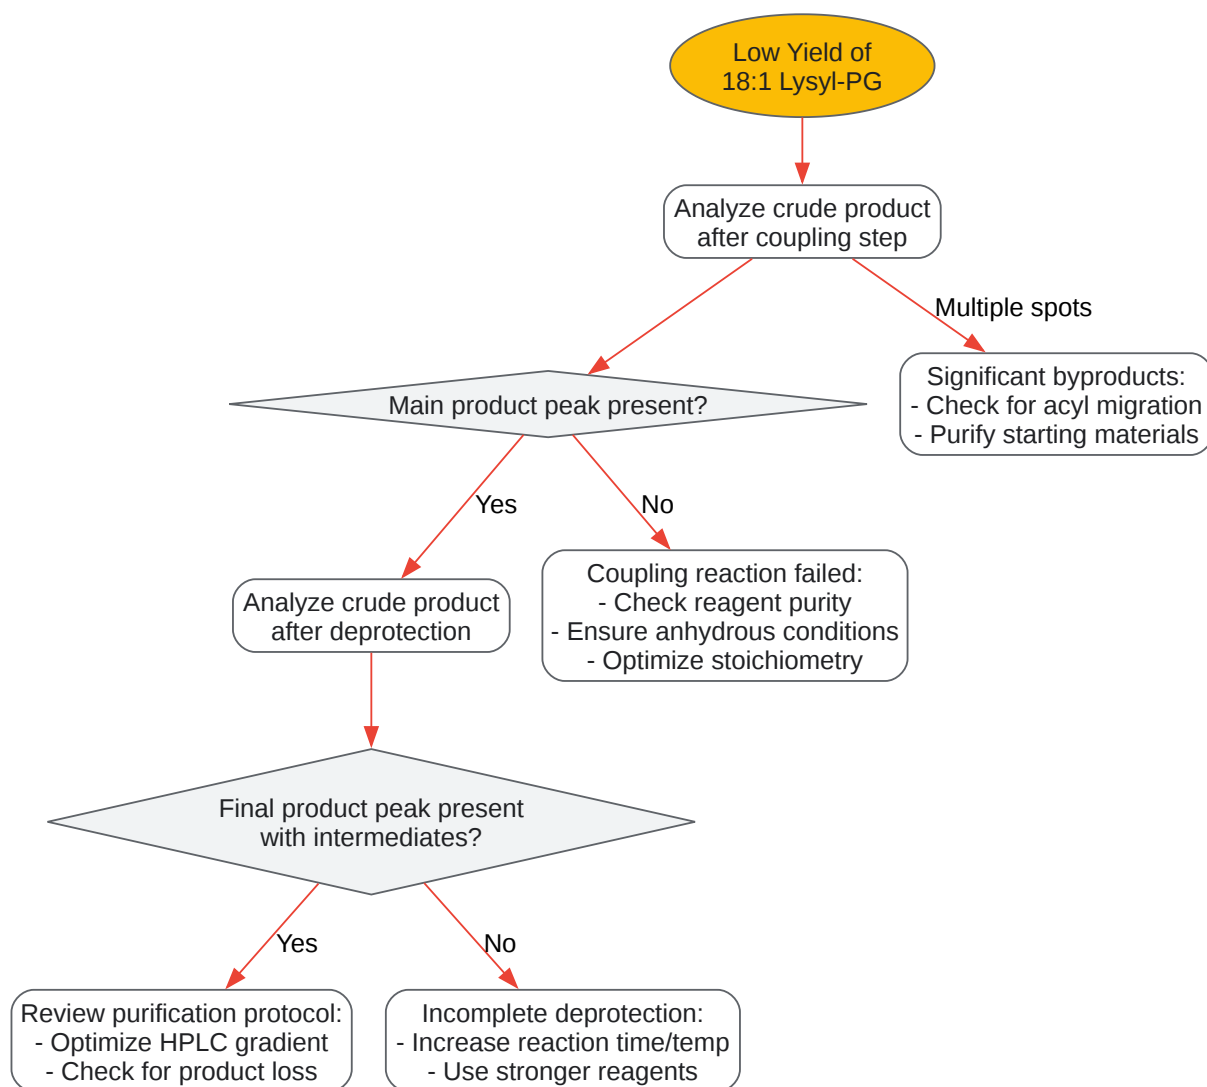 Low Yield of
18:1 Lysyl-PG
Analyze crude product
after coupling step
Multiple spots
Main product peak present?
Significant byproducts:
- Check for acyl migration
- Purify starting materials
Yes
No
Analyze crude product
after deprotection
Coupling reaction failed:
- Check reagent purity
- Ensure anhydrous conditions
- Optimize stoichiometry
Final product peak present
with intermediates?
Yes
No
Review purification protocol:
- Optimize HPLC gradient
- Check for product loss
Incomplete deprotection:
- Increase reaction time/temp
- Use stronger reagents